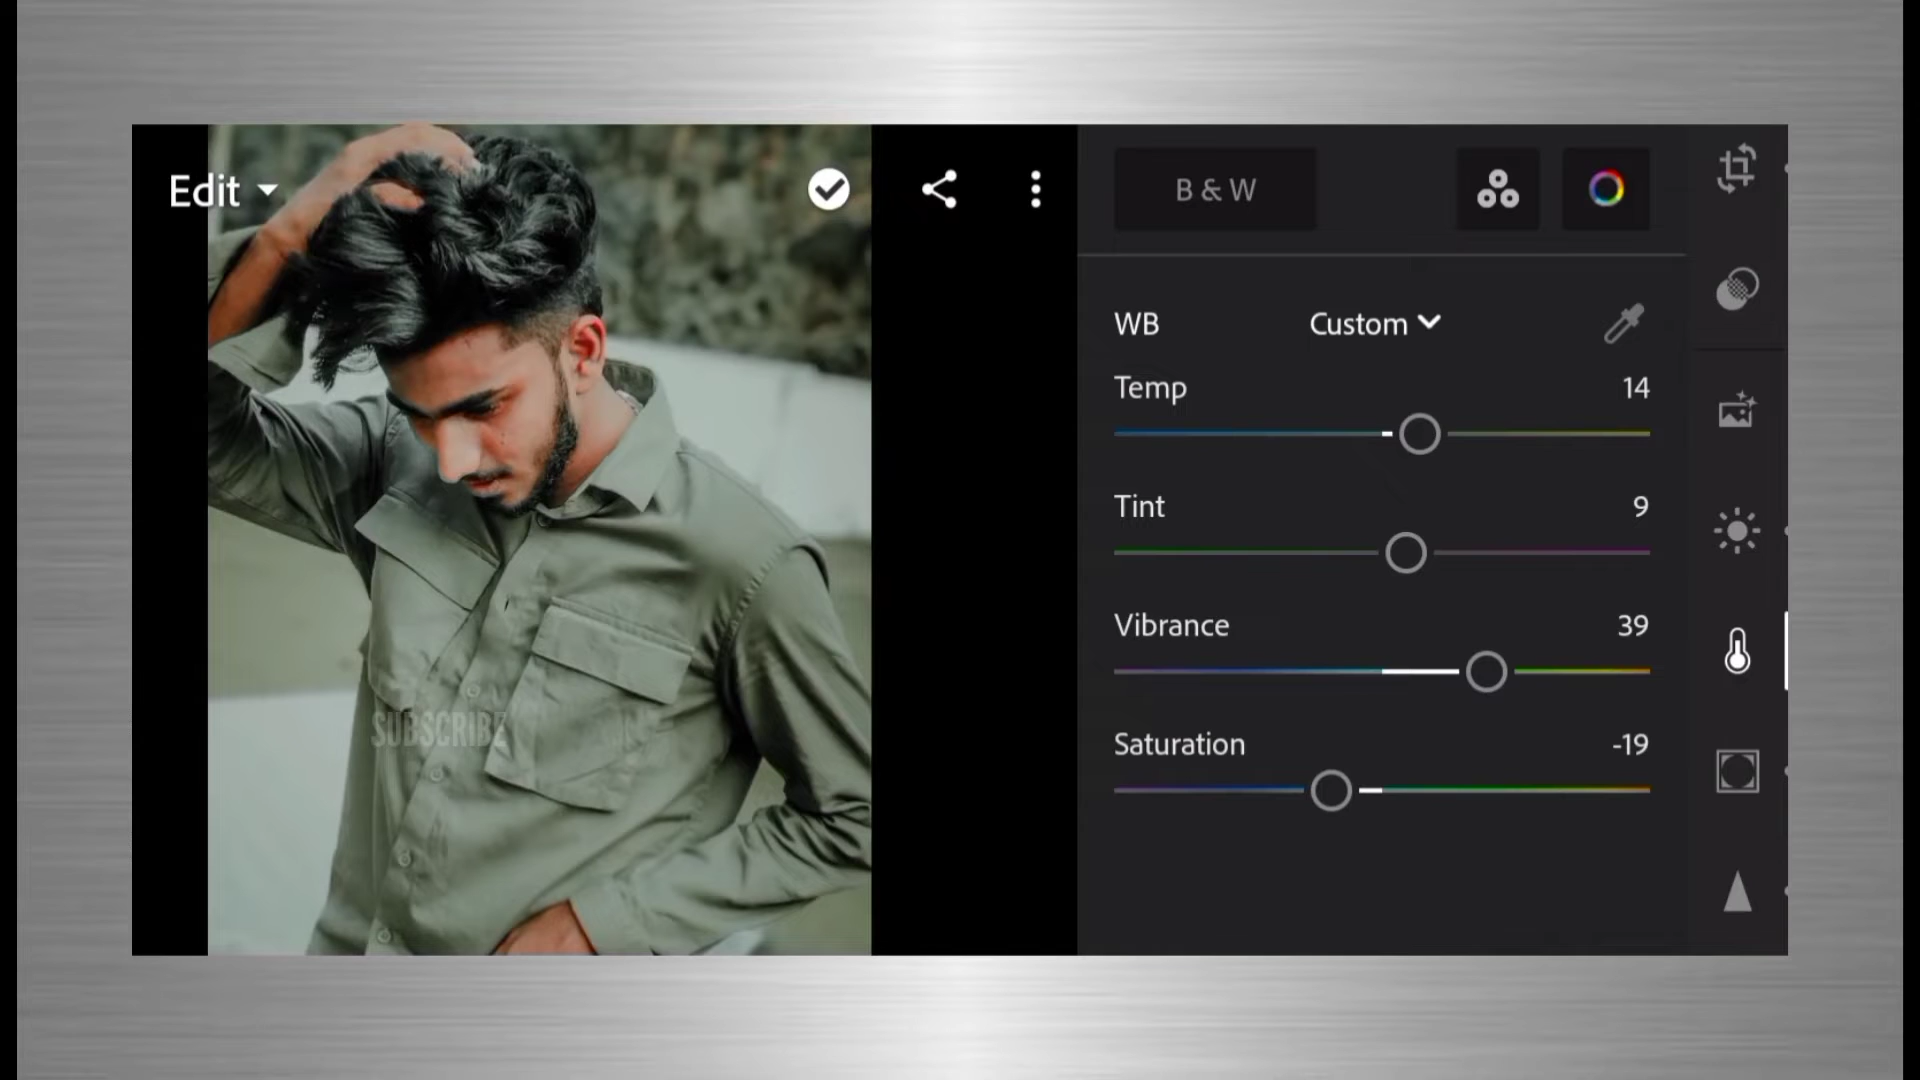 Edit
B & W
WB Custom
Temp 14
Tint 9
Vibrance 39
Saturation -19
SUBSCRIBE